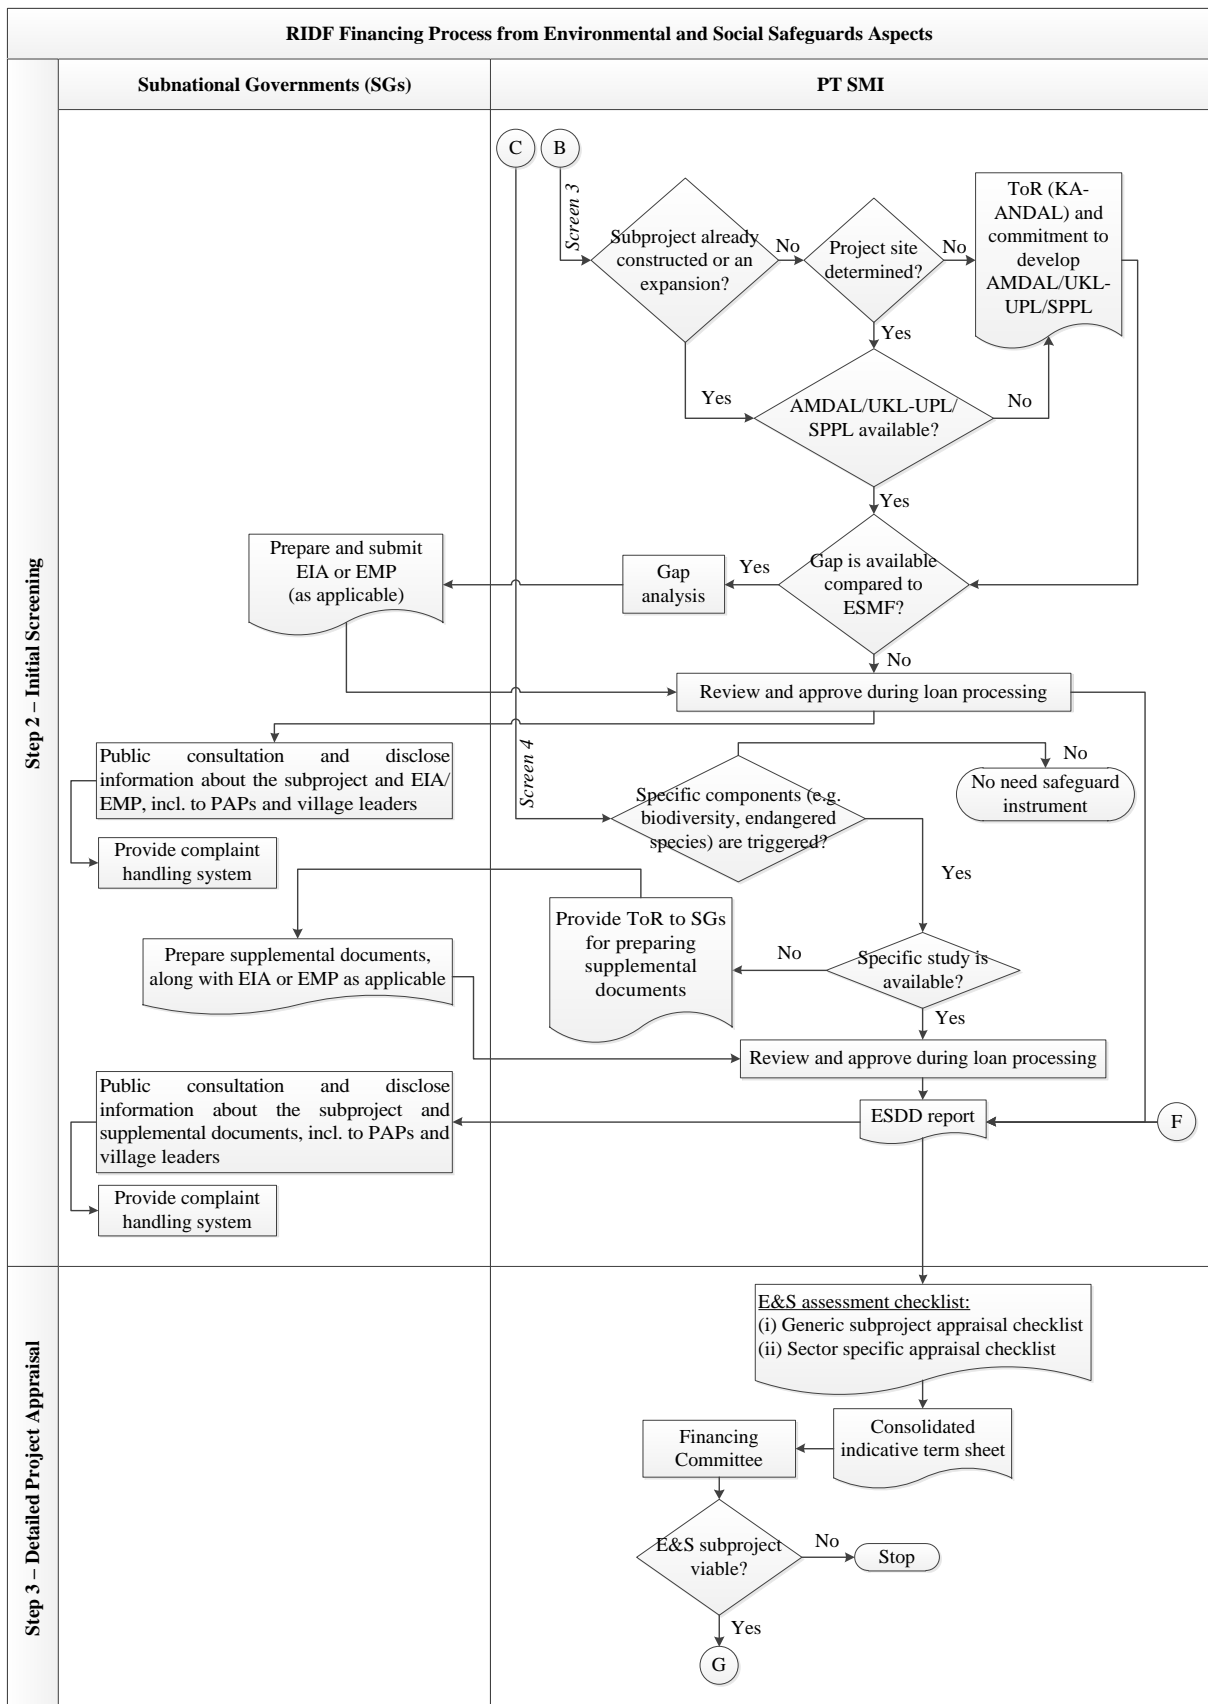 RIDF Financing Process from Environmental and Social Safeguards Aspects
Subnational Governments (SGs)
PT SMI
Step 2 – Initial Screening
C
B
Screen 3
Subproject already
constructed or an
expansion?
No
Project site
determined?
No
ToR (KA-
ANDAL) and
commitment to
develop
AMDAL/UKL-
UPL/SPPL
Yes
Yes
AMDAL/UKL-UPL/
SPPL available?
No
Yes
Prepare and submit
EIA or EMP
(as applicable)
Gap
analysis
Yes
Gap is available
compared to
ESMF?
No
Review and approve during loan processing
Public consultation and disclose
information about the subproject and EIA/
EMP, incl. to PAPs and village leaders
Provide complaint
handling system
Screen 4
Specific components (e.g.
biodiversity, endangered
species) are triggered?
No
No need safeguard
instrument
Yes
Provide ToR to SGs
for preparing
supplemental
documents
No
Specific study is
available?
Prepare supplemental documents,
along with EIA or EMP as applicable
Yes
Review and approve during loan processing
Public consultation and disclose
information about the subproject and
supplemental documents, incl. to PAPs and
village leaders
ESDD report
F
Provide complaint
handling system
Step 3 – Detailed Project Appraisal
E&S assessment checklist:
(i) Generic subproject appraisal checklist
(ii) Sector specific appraisal checklist
Consolidated
indicative term sheet
Financing
Committee
E&S subproject
viable?
No
Stop
Yes
G